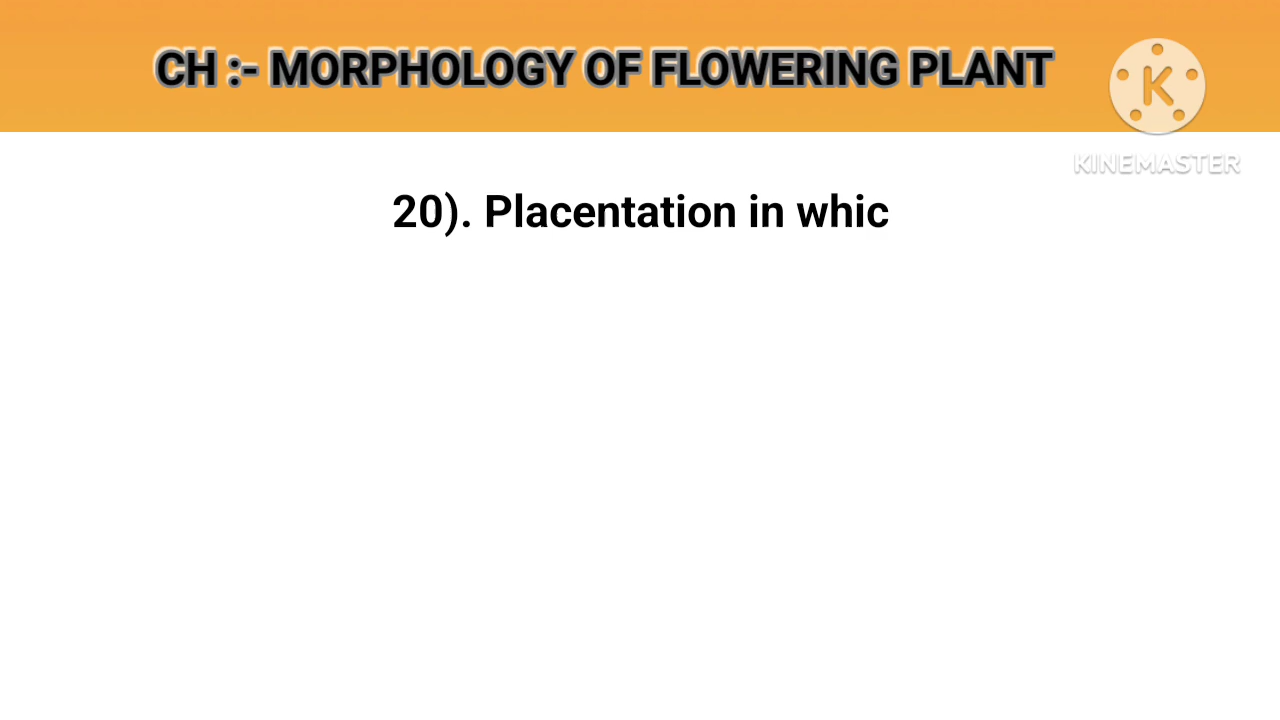 CH :- MORPHOLOGY OF FLOWERING PLANT
K
KINEMASTER
20). Placentation in whic